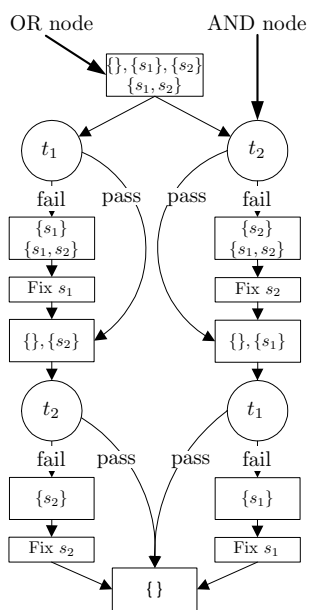 OR node
AND node
{}, {s₁}, {s₂}
{s₁, s₂}
t₁
t₂
fail
pass
pass
fail
{s₁}
{s₁, s₂}
{s₂}
{s₁, s₂}
Fix s₁
Fix s₂
{}, {s₂}
{}, {s₁}
t₂
t₁
fail
pass
pass
fail
{s₂}
{s₁}
Fix s₂
Fix s₁
{}